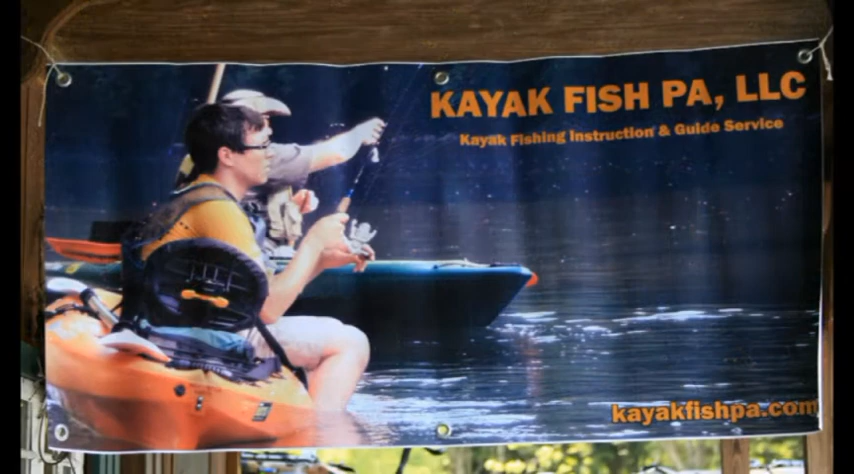 KAYAK FISH PA, LLC
Kayak Fishing Instruction & Guide Service
kayakfishpa.com